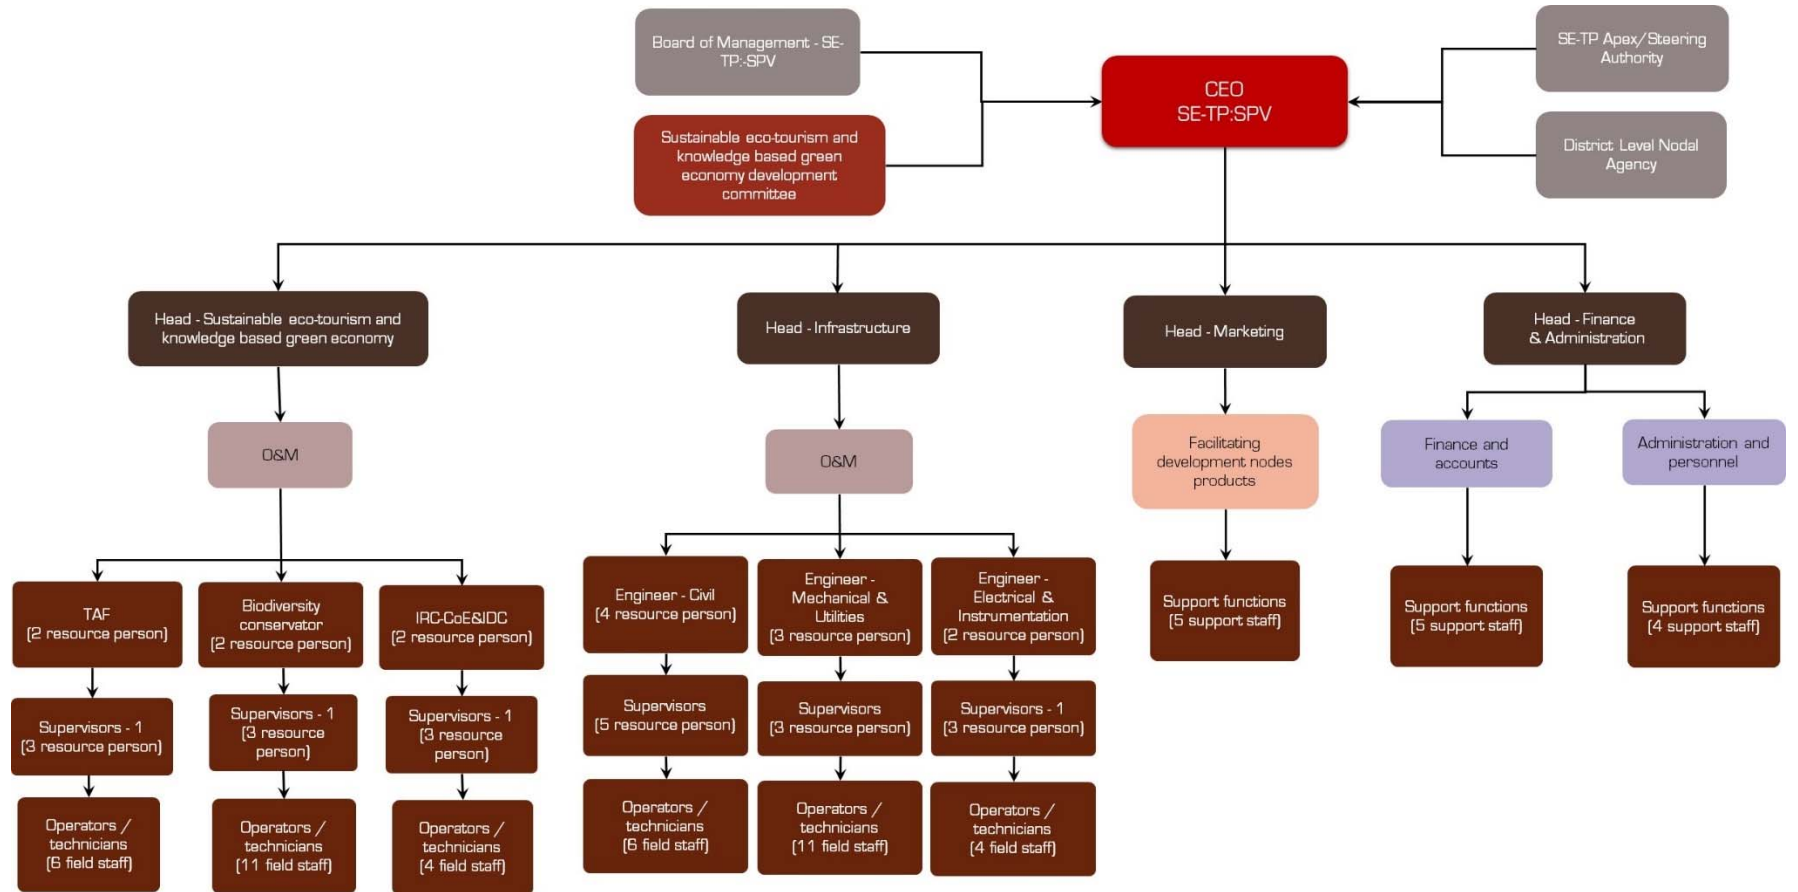 Board of Management - SE-
TP:-SPV
SE-TP Apex/Steering
Authority
CEO
SE-TP:SPV
Sustainable eco-tourism and
knowledge based green
economy development
committee
District Level Nodal
Agency
Head - Sustainable eco-tourism and
knowledge based green economy
Head - Infrastructure
Head - Marketing
Head - Finance
& Administration
O&M
O&M
Facilitating
development nodes
products
Finance and
accounts
Administration and
personnel
TAF
(2 resource person)
Biodiversity
conservator
(2 resource person)
IRC-CoE&IDC
(2 resource person)
Engineer - Civil
(4 resource person)
Engineer -
Mechanical &
Utilities
(3 resource person)
Engineer -
Electrical &
Instrumentation
(2 resource person)
Support functions
(5 support staff)
Support functions
(5 support staff)
Support functions
(4 support staff)
Supervisors - 1
(3 resource person)
Supervisors - 1
(3 resource
person)
Supervisors - 1
(3 resource
person)
Supervisors
(5 resource person)
Supervisors
(3 resource person)
Supervisors - 1
(3 resource person)
Operators /
technicians
(6 field staff)
Operators /
technicians
(11 field staff)
Operators /
technicians
(4 field staff)
Operators /
technicians
(6 field staff)
Operators /
technicians
(11 field staff)
Operators /
technicians
(4 field staff)